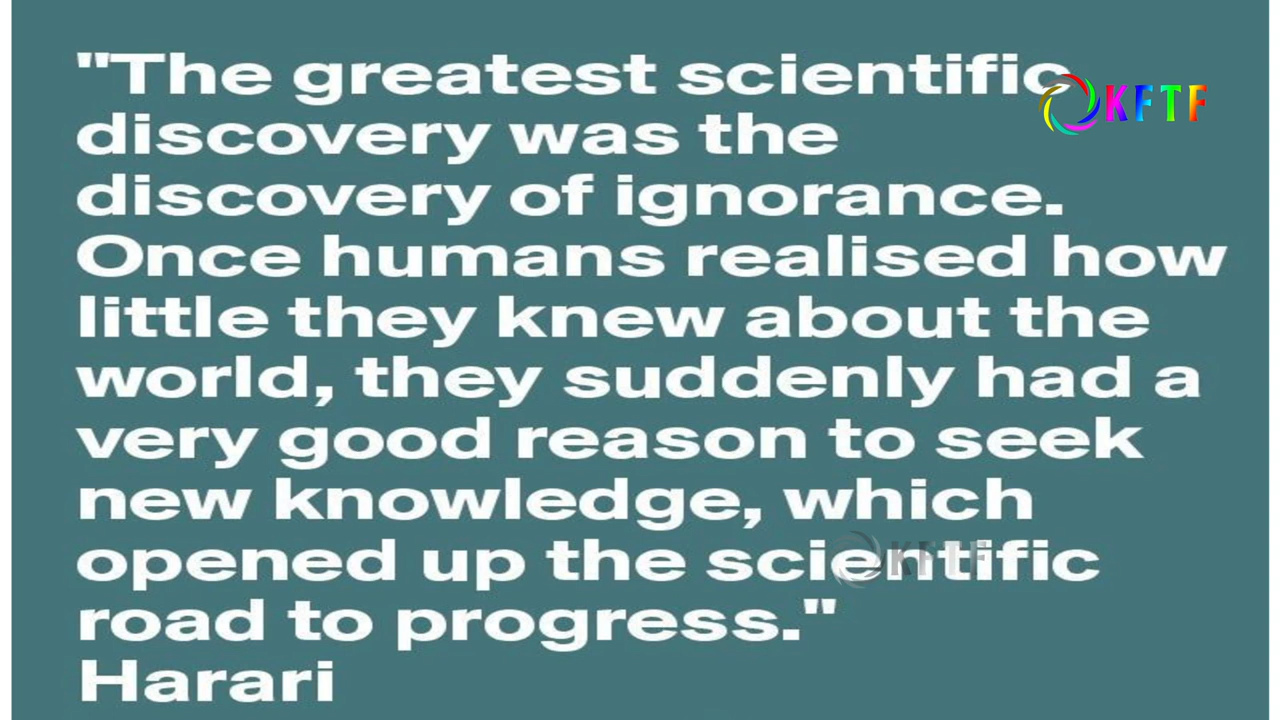 "The greatest scientific
KFTF
discovery was the
discovery of ignorance.
Once humans realised how
little they knew about the
world, they suddenly had a
very good reason to seek
new knowledge, which
opened up the scientific
KFTF
road to progress."
Harari